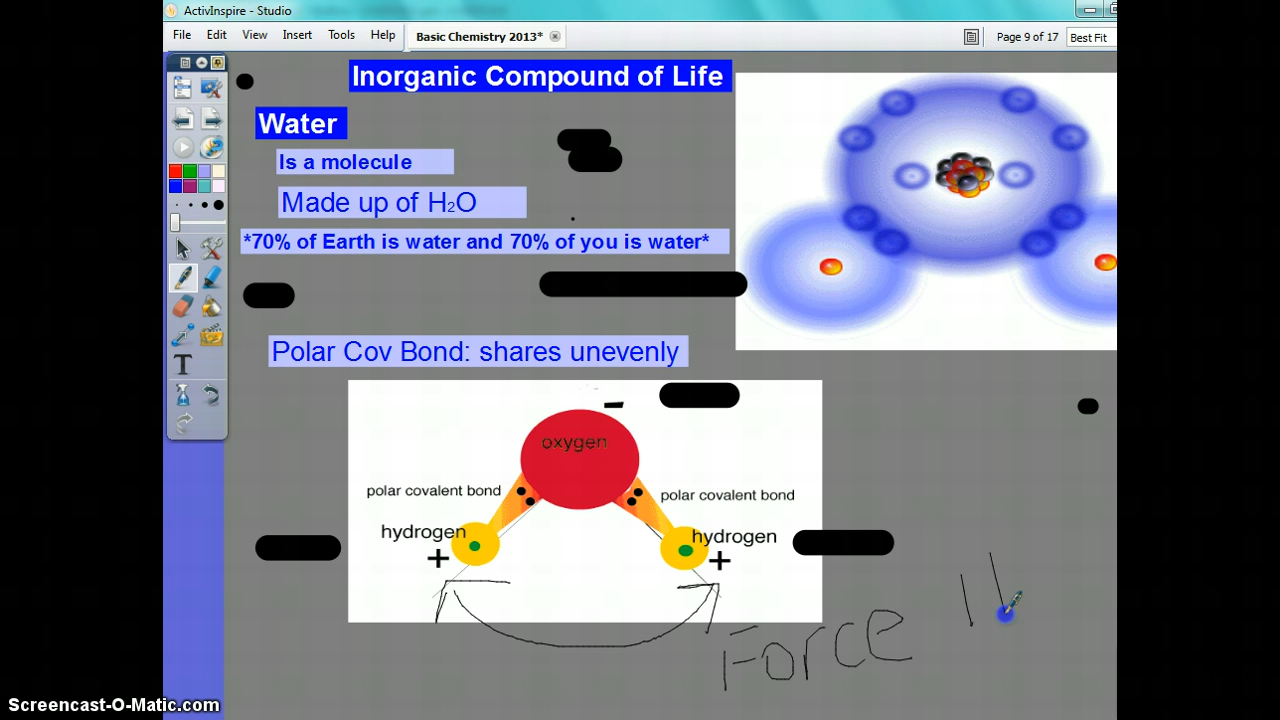 ActivInspire - Studio
File Edit View Insert Tools Help
Basic Chemistry 2013*
Page 9 of 17
Best Fit
Inorganic Compound of Life
Water
Is a molecule
Made up of H₂O
*70% of Earth is water and 70% of you is water*
Polar Cov Bond: shares unevenly
-
oxygen
polar covalent bond
polar covalent bond
hydrogen
hydrogen
+
+
Force
T
Screencast-O-Matic.com